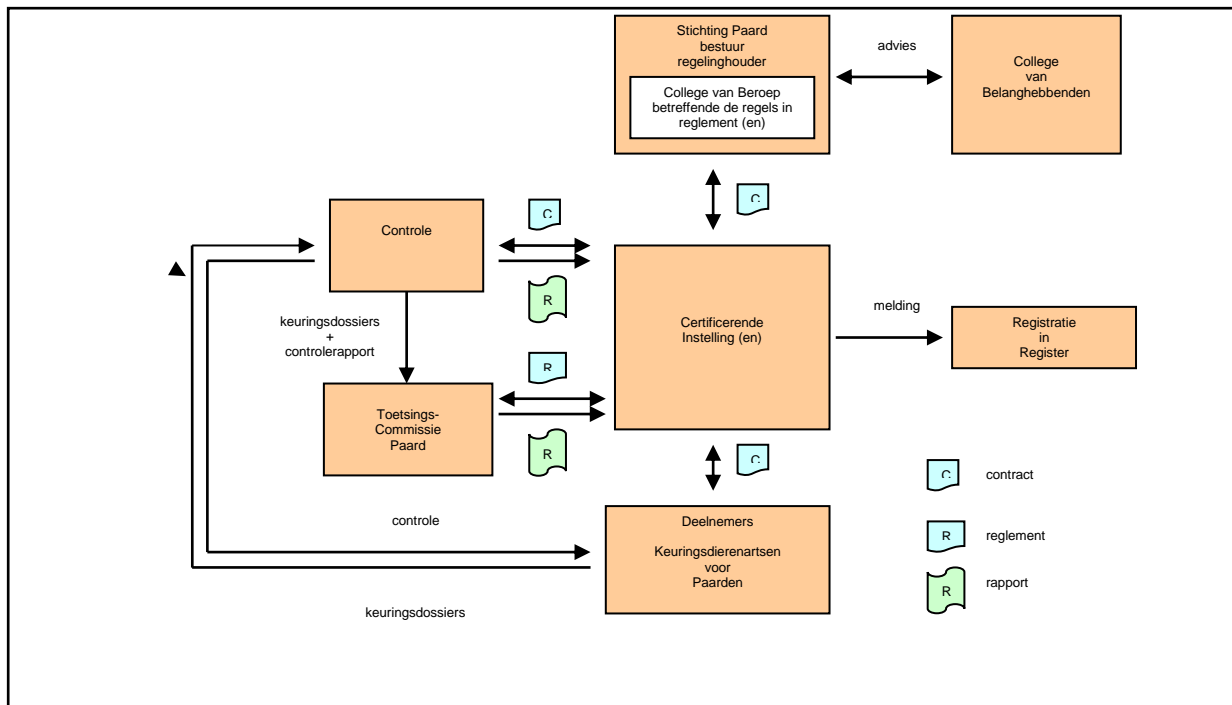 Stichting Paard
bestuur
regelinghouder
College van Beroep
betreffende de regels in
reglement (en)
advies
College
van
Belanghebbenden
C
C
Controle
R
keuringsdossiers
+
controlerapport
Certificerende
Instelling (en)
melding
Registratie
in
Register
R
Toetsings-
Commissie
Paard
R
C
controle
Deelnemers
Keuringsdierenartsen
voor
Paarden
keuringsdossiers
C
contract
R
reglement
R
rapport